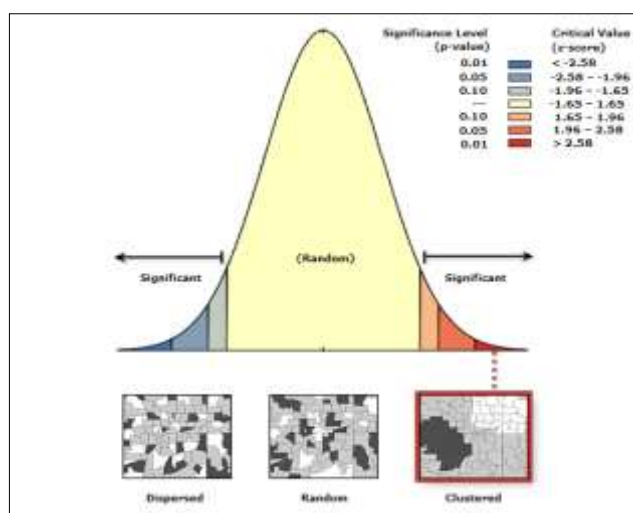 Significance Level (p-value)
Critical Value (z-score)
0.01 < -2.58
0.05 -2.58 – -1.96
0.10 -1.96 – -1.65
— -1.65 – 1.65
0.10 1.65 – 1.96
0.05 1.96 – 2.58
0.01 > 2.58
(Random)
Significant
Significant
Dispersed
Random
Clustered